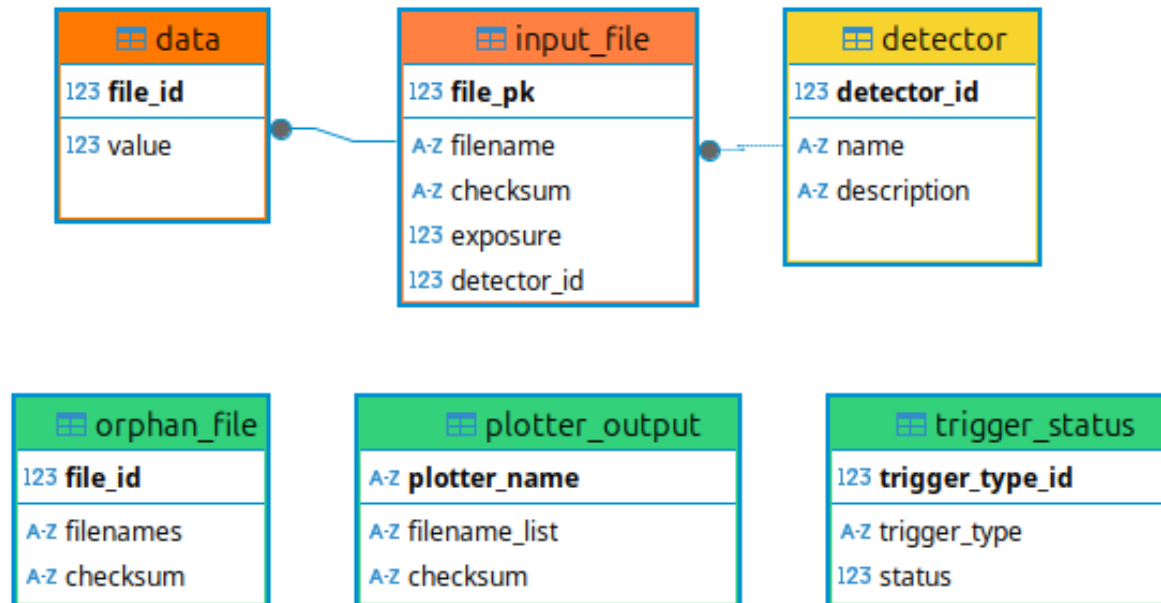 data
123 file_id
123 value
input_file
123 file_pk
A-Z filename
A-Z checksum
123 exposure
123 detector_id
detector
123 detector_id
A-Z name
A-Z description
orphan_file
123 file_id
A-Z filenames
A-Z checksum
plotter_output
A-Z plotter_name
A-Z filename_list
A-Z checksum
trigger_status
123 trigger_type_id
A-Z trigger_type
123 status